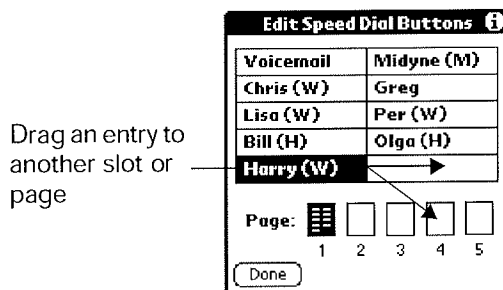 Edit Speed Dial Buttons i
Voicemail Midyne (M)
Chris (W) Greg
Lisa (W) Per (W)
Bill (H) Olga (H)
Harry (W)
Drag an entry to
another slot or
page
Page:
1 2 3 4 5
Done